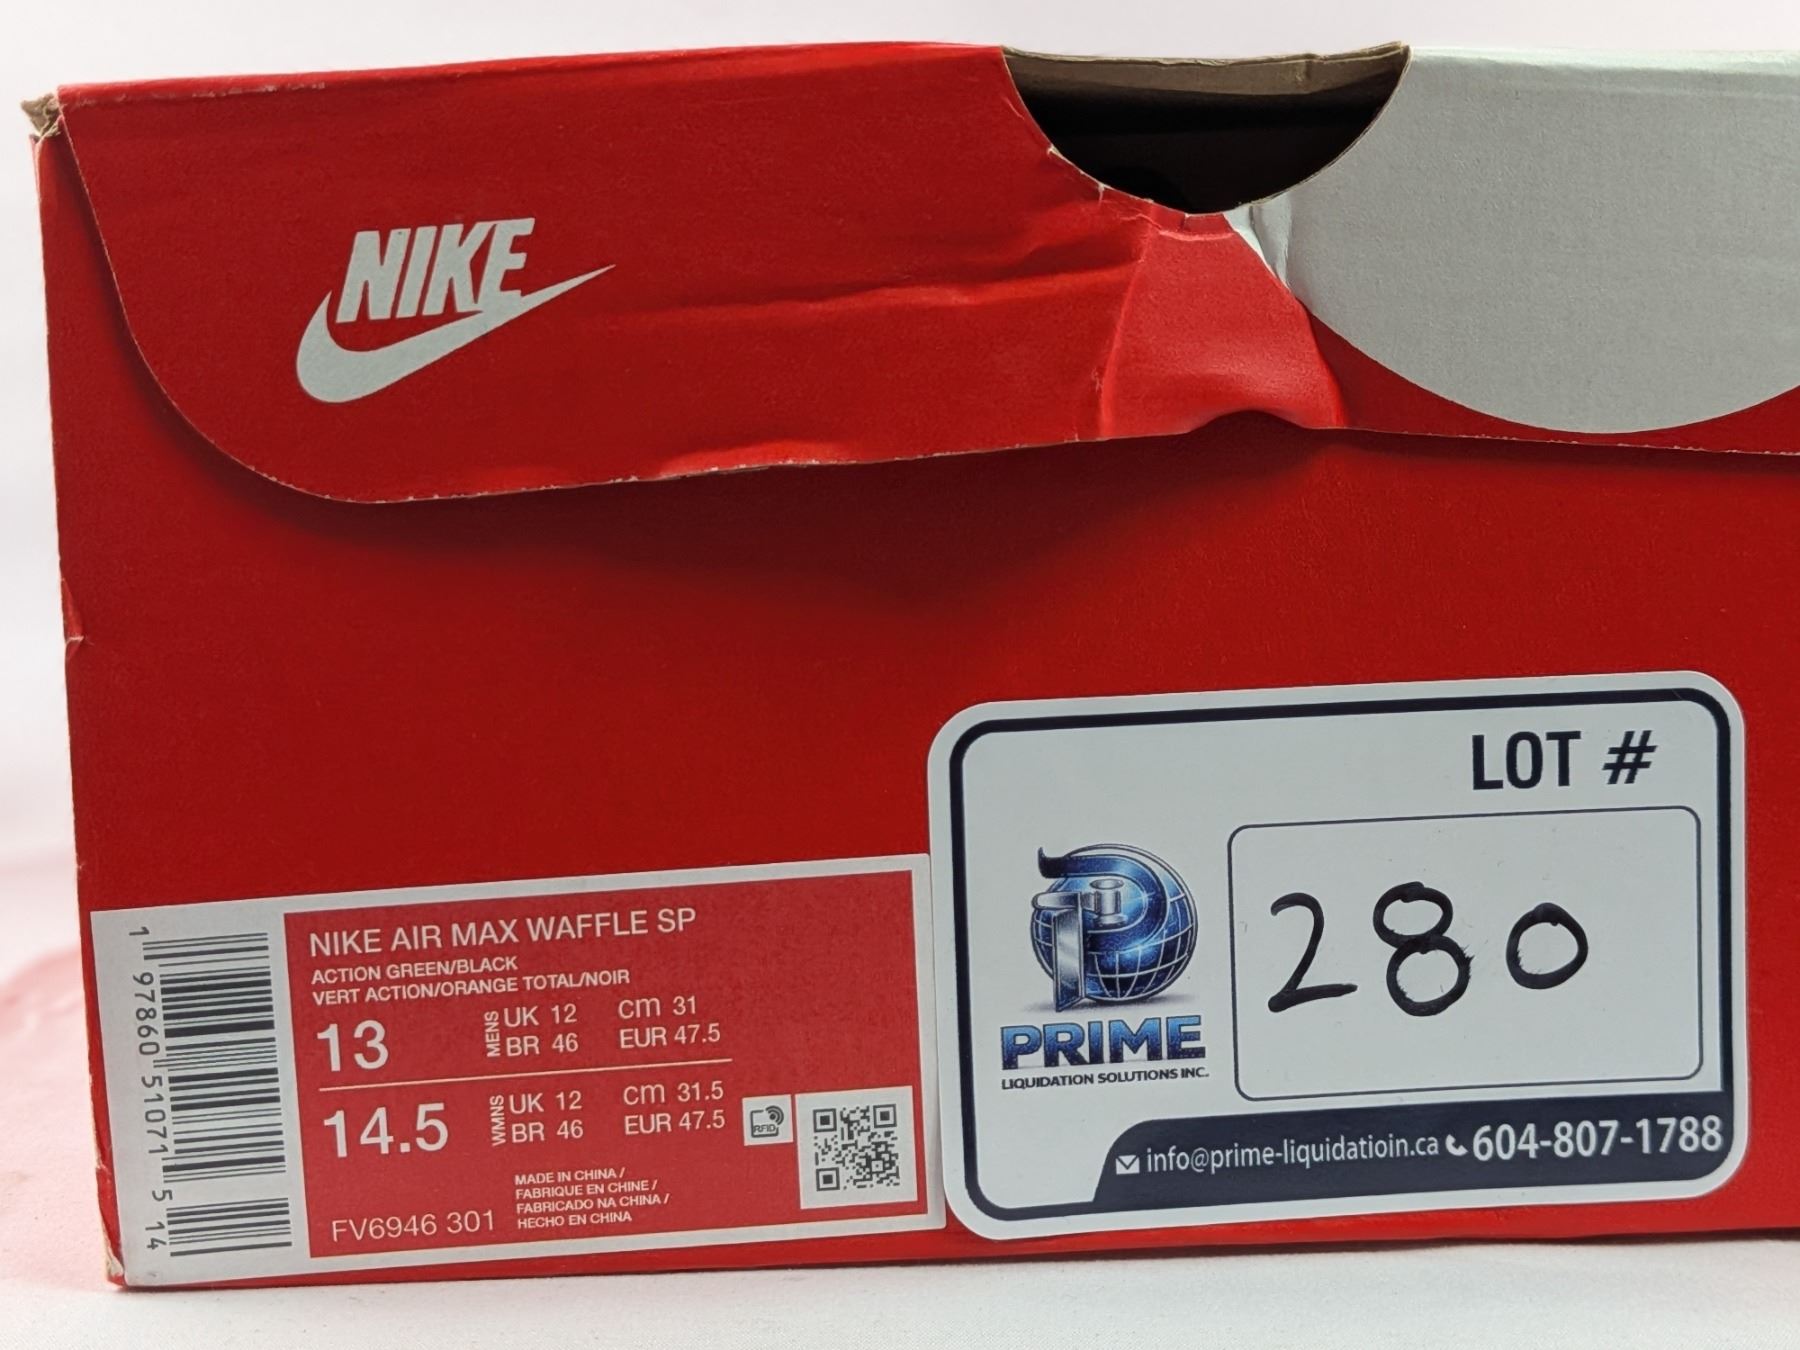 NIKE
LOT #
280
PRIME
LIQUIDATION SOLUTIONS INC.
info@prime-liquidatioin.ca 604-807-1788
NIKE AIR MAX WAFFLE SP
ACTION GREEN/BLACK
VERT ACTION/ORANGE TOTAL/NOIR
13 MENS UK 12 cm 31
BR 46 EUR 47.5
14.5 WMNS UK 12 cm 31.5
BR 46 EUR 47.5
RFID
MADE IN CHINA /
FABRIQUE EN CHINE /
FABRICADO NA CHINA /
HECHO EN CHINA
FV6946 301
1 97860 51071 5 14